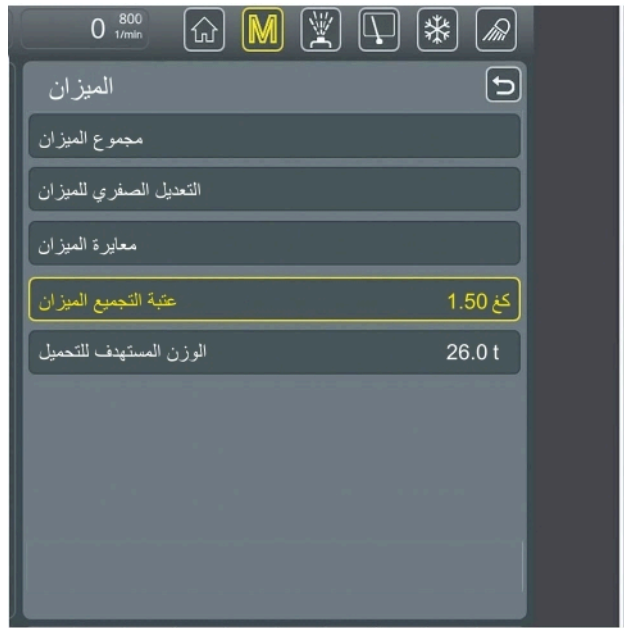 0 800
1/min
M
الميزان
مجموع الميزان
التعديل الصفري للميزان
معايرة الميزان
عتبة التجميع الميزان 1.50 كغ
الوزن المستهدف للتحميل 26.0 t